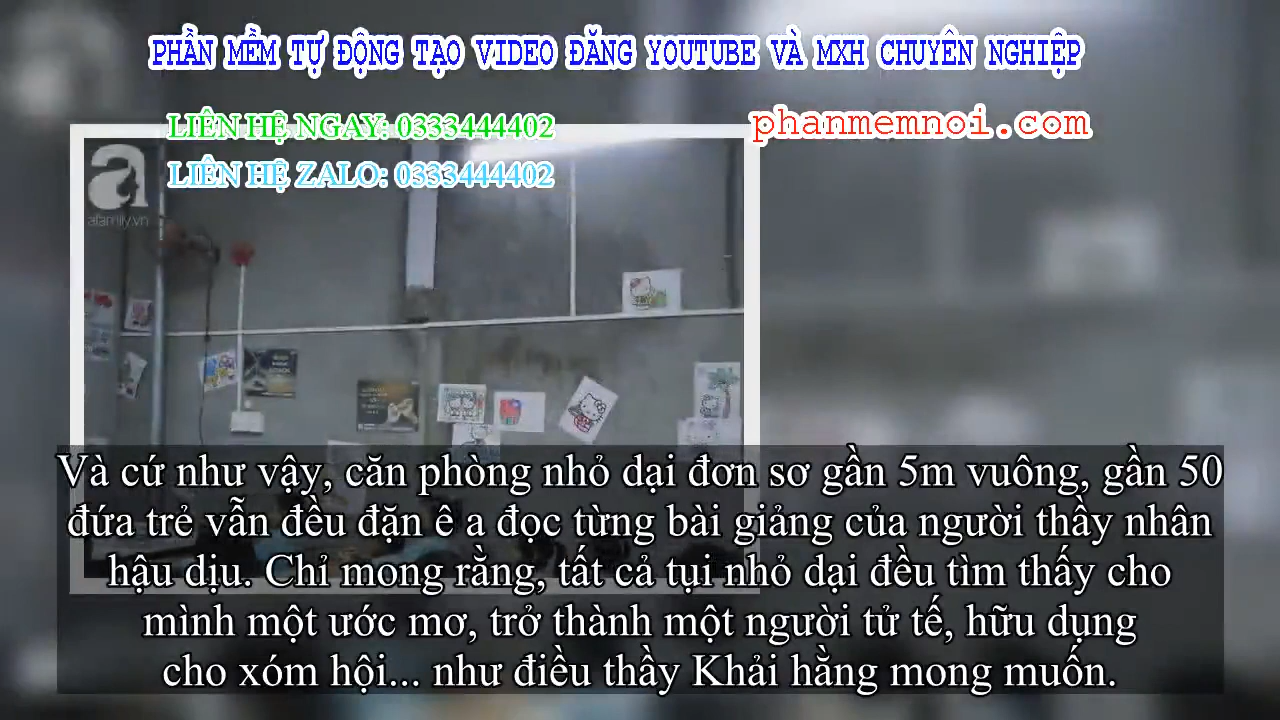 PHẦN MỀM TỰ ĐỘNG TẠO VIDEO ĐĂNG YOUTUBE VÀ MXH CHUYÊN NGHIỆP
LIÊN HỆ NGAY: 0333444402
phanmemnoi.com
LIÊN HỆ ZALO: 0333444402
a
afamily.vn
Và cứ như vậy, căn phòng nhỏ dại đơn sơ gần 5m vuông, gần 50
đứa trẻ vẫn đều đặn ê a đọc từng bài giảng của người thầy nhân
hậu dịu. Chỉ mong rằng, tất cả tụi nhỏ dại đều tìm thấy cho
mình một ước mơ, trở thành một người tử tế, hữu dụng
cho xóm hội... như điều thầy Khải hằng mong muốn.